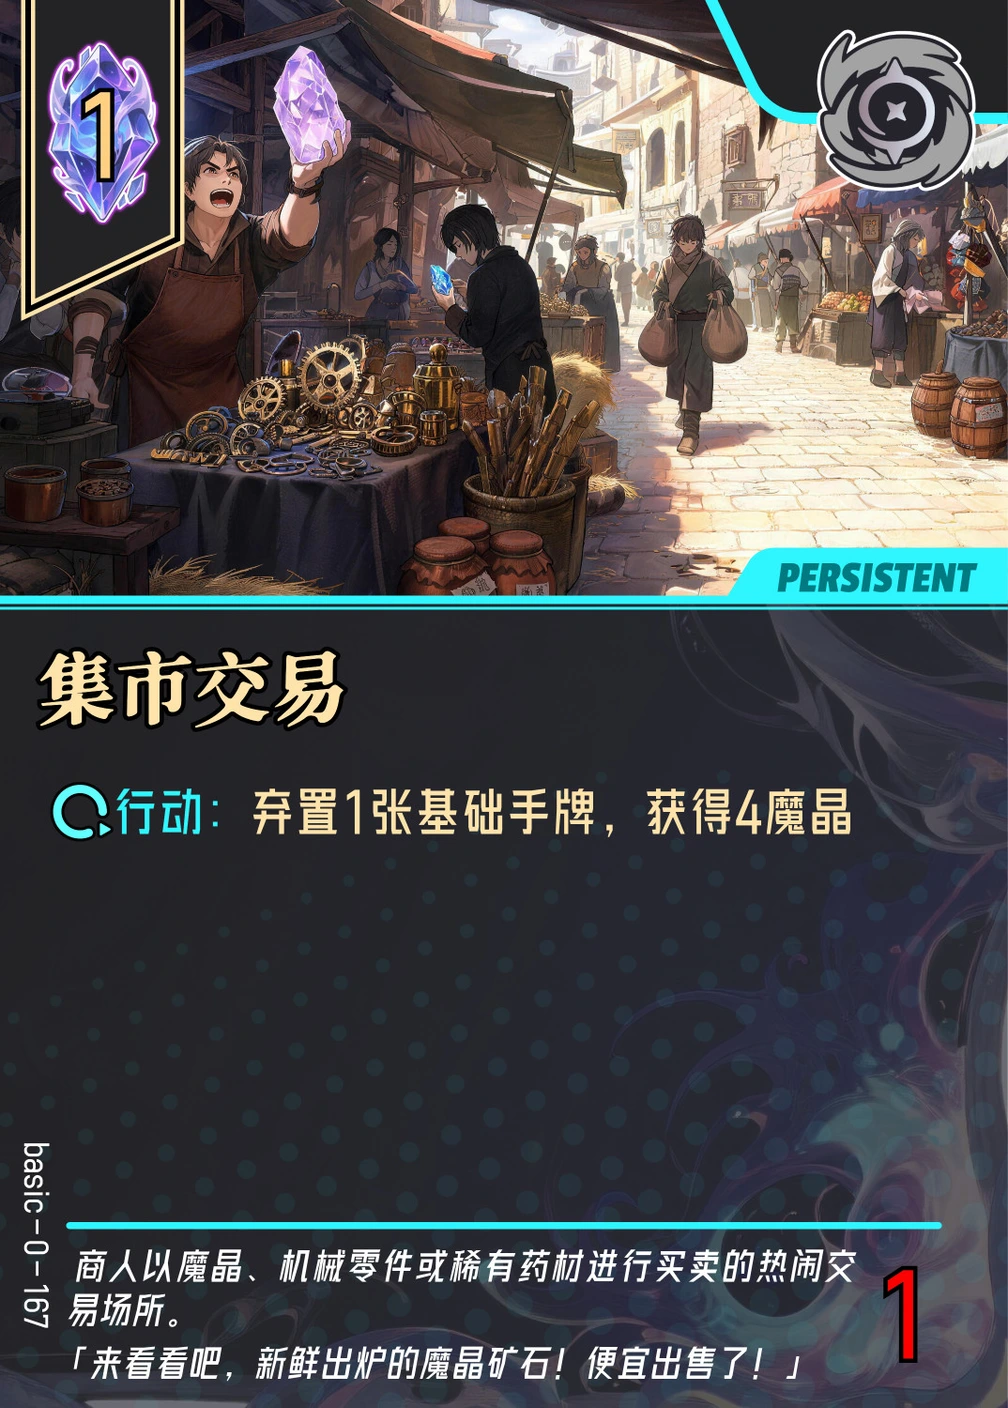 1
PERSISTENT
集市交易
行动：弃置1张基础手牌，获得4魔晶
basic-0-167
商人以魔晶、机械零件或稀有药材进行买卖的热闹交
易场所。
「来看看吧，新鲜出炉的魔晶矿石！便宜出售了！」
1